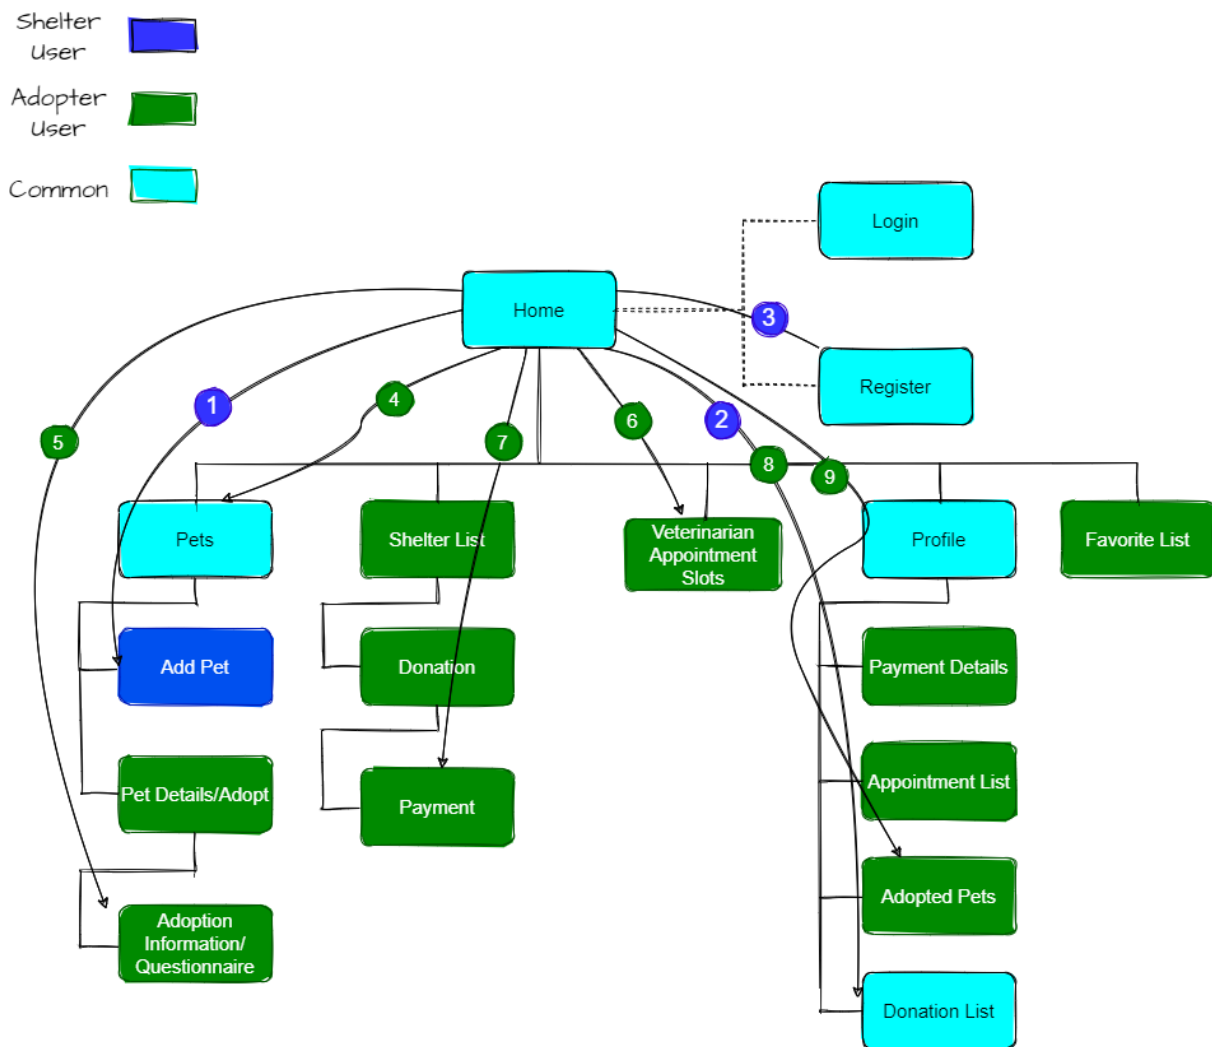 Shelter
User
Adopter
User
Common
Login
Home
3
Register
1
4
2
5
7
6
8
9
Pets
Shelter List
Veterinarian
Appointment
Slots
Profile
Favorite List
Add Pet
Donation
Payment Details
Pet Details/Adopt
Payment
Appointment List
Adopted Pets
Adoption
Information/
Questionnaire
Donation List